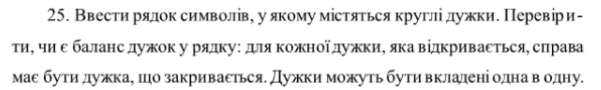 25. Ввести рядок символів, у якому містяться круглі дужки. Перевіри-
ти, чи є баланс дужок у рядку: для кожної дужки, яка відкривається, справа
має бути дужка, що закривається. Дужки можуть бути вкладені одна в одну.